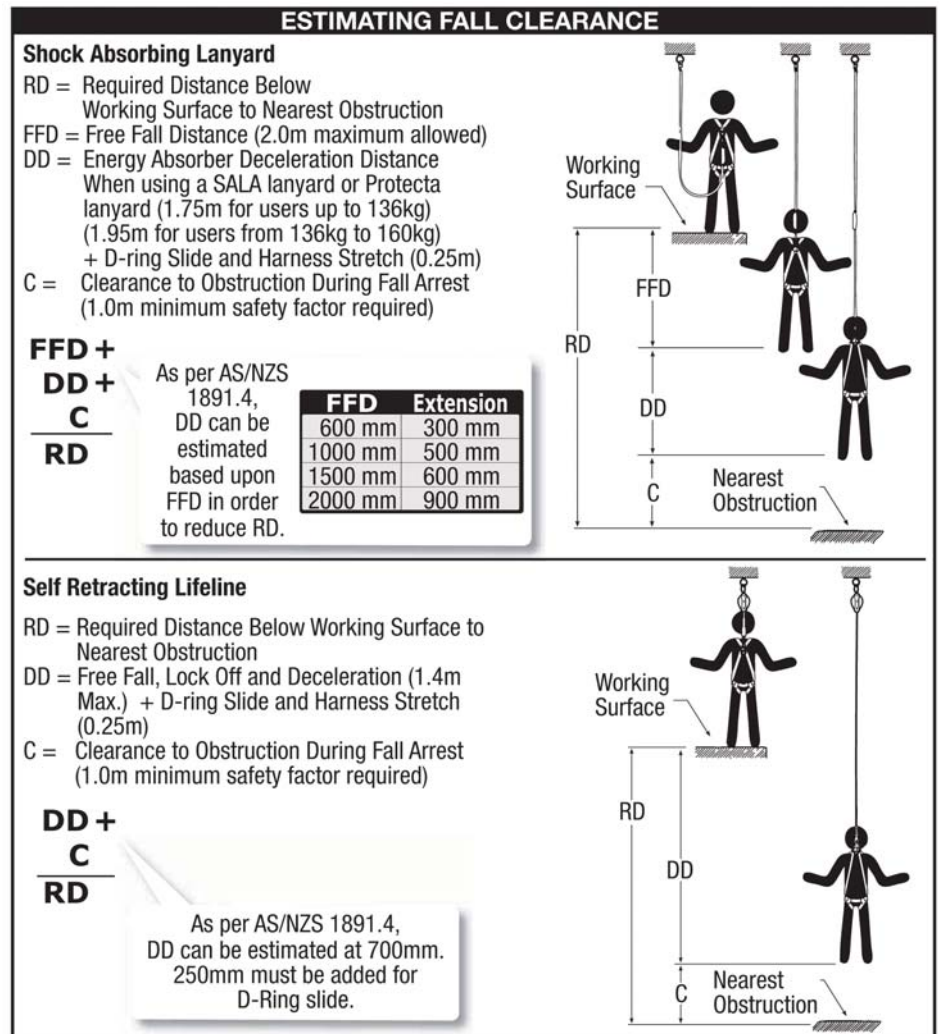 ESTIMATING FALL CLEARANCE
Shock Absorbing Lanyard
RD = Required Distance Below
Working Surface to Nearest Obstruction
FFD = Free Fall Distance (2.0m maximum allowed)
DD = Energy Absorber Deceleration Distance
When using a SALA lanyard or Protecta
lanyard (1.75m for users up to 136kg)
(1.95m for users from 136kg to 160kg)
+ D-ring Slide and Harness Stretch (0.25m)
C = Clearance to Obstruction During Fall Arrest
(1.0m minimum safety factor required)
FFD +
DD +
C
RD
As per AS/NZS
1891.4,
DD can be
estimated
based upon
FFD in order
to reduce RD.
FFD Extension
600 mm 300 mm
1000 mm 500 mm
1500 mm 600 mm
2000 mm 900 mm
Working
Surface
FFD
RD
DD
C
Nearest
Obstruction
Self Retracting Lifeline
RD = Required Distance Below Working Surface to
Nearest Obstruction
DD = Free Fall, Lock Off and Deceleration (1.4m
Max.) + D-ring Slide and Harness Stretch
(0.25m)
C = Clearance to Obstruction During Fall Arrest
(1.0m minimum safety factor required)
DD +
C
RD
As per AS/NZS 1891.4,
DD can be estimated at 700mm.
250mm must be added for
D-Ring slide.
Working
Surface
RD
DD
C
Nearest
Obstruction